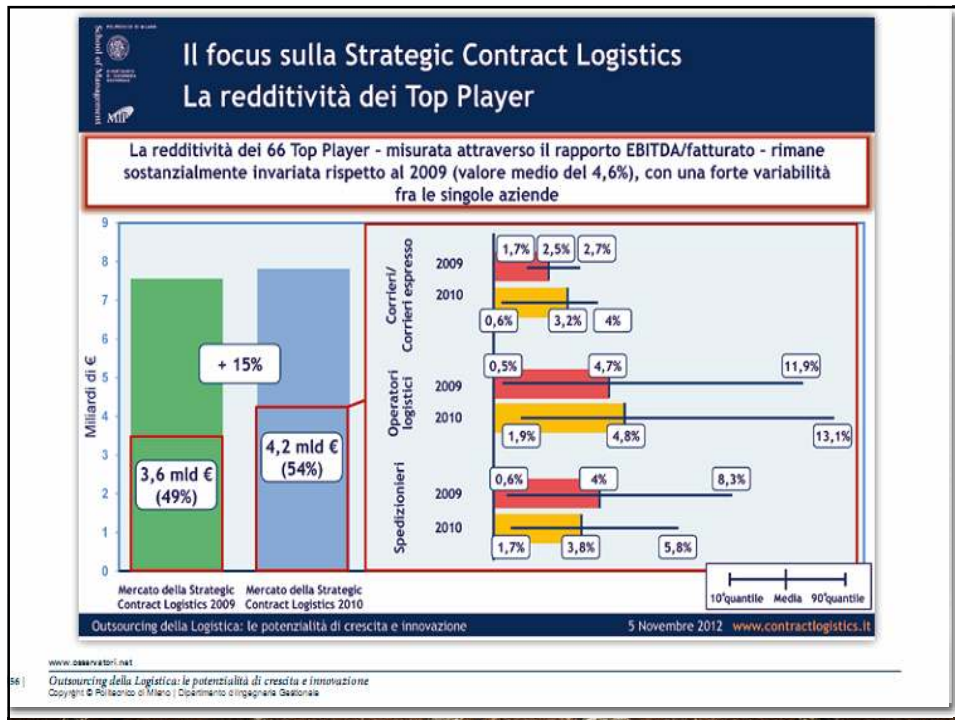 POLITECNICO DI MILANO
School of Management
MIP
Il focus sulla Strategic Contract Logistics
La redditività dei Top Player
La redditività dei 66 Top Player - misurata attraverso il rapporto EBITDA/fatturato - rimane
sostanzialmente invariata rispetto al 2009 (valore medio del 4,6%), con una forte variabilità
fra le singole aziende
Miliardi di €
9
8
7
6
5
4
3
2
1
0
+ 15%
3,6 mld €
(49%)
4,2 mld €
(54%)
Mercato della Strategic
Contract Logistics 2009
Mercato della Strategic
Contract Logistics 2010
Corrieri/
Corrieri espresso
2009
1,7% 2,5% 2,7%
2010
0,6% 3,2% 4%
Operatori
logistici
2009
0,5% 4,7% 11,9%
2010
1,9% 4,8% 13,1%
Spedizionieri
2009
0,6% 4% 8,3%
2010
1,7% 3,8% 5,8%
10°quantile Media 90°quantile
Outsourcing della Logistica: le potenzialità di crescita e innovazione
5 Novembre 2012 www.contractlogistics.it
www.osservatori.net
56 | Outsourcing della Logistica: le potenzialità di crescita e innovazione
Copyright © Politecnico di Milano | Dipartimento d'Ingegneria Gestionale